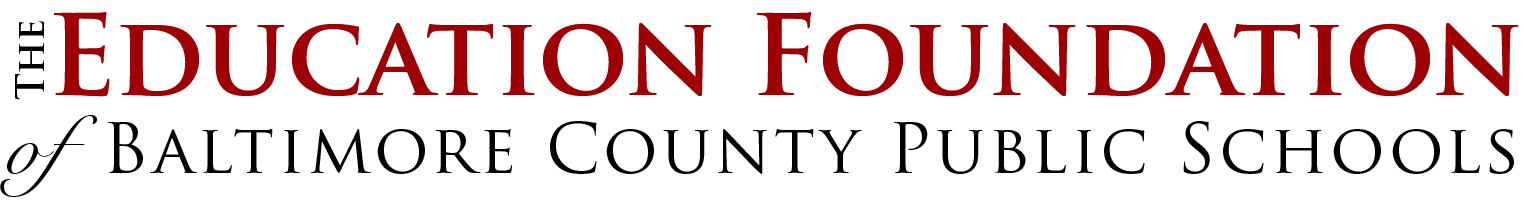 THE EDUCATION FOUNDATION
of BALTIMORE COUNTY PUBLIC SCHOOLS